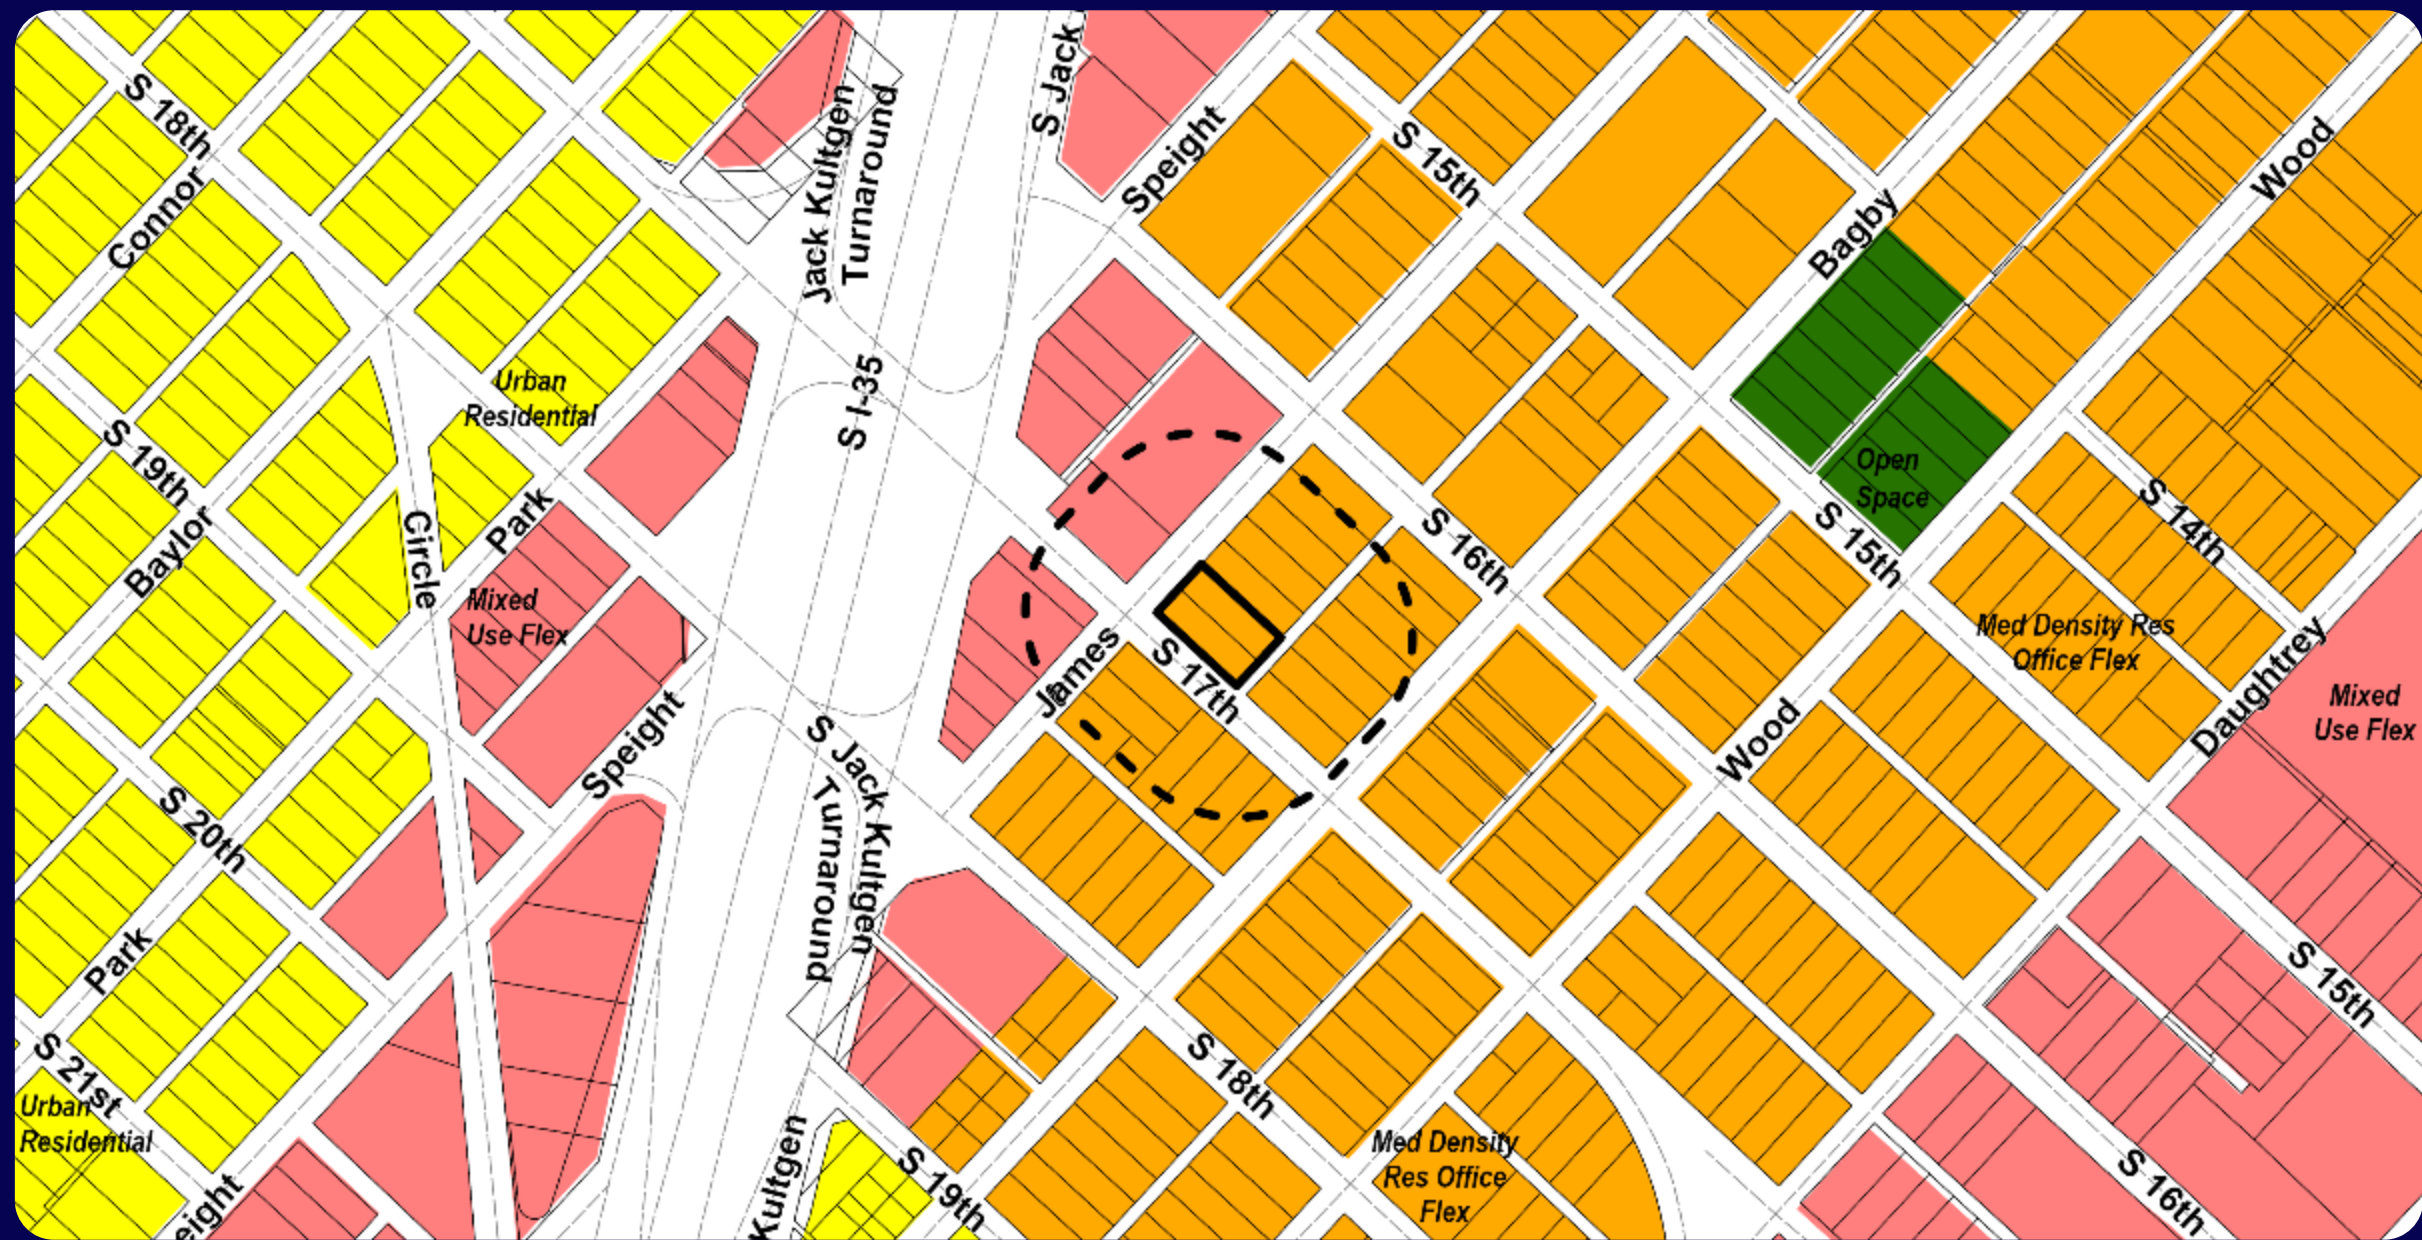 S 18th
Connor
Jack Kultgen
Turnaround
S Jack
Speight
S 15th
Wood
Bagby
Urban
Residential
S I-35
S 19th
Baylor
Circle
Park
Open
Space
S 16th
S 15th
S 14th
Mixed
Use Flex
Med Density Res
Office Flex
James
S 17th
Daughtrey
Mixed
Use Flex
Speight
S Jack Kultgen
Turnaround
Wood
S 20th
Park
S 15th
S 21st
Urban
Residential
S 18th
Med Density
Res Office
Flex
S 19th
Kultgen
eight
S 16th